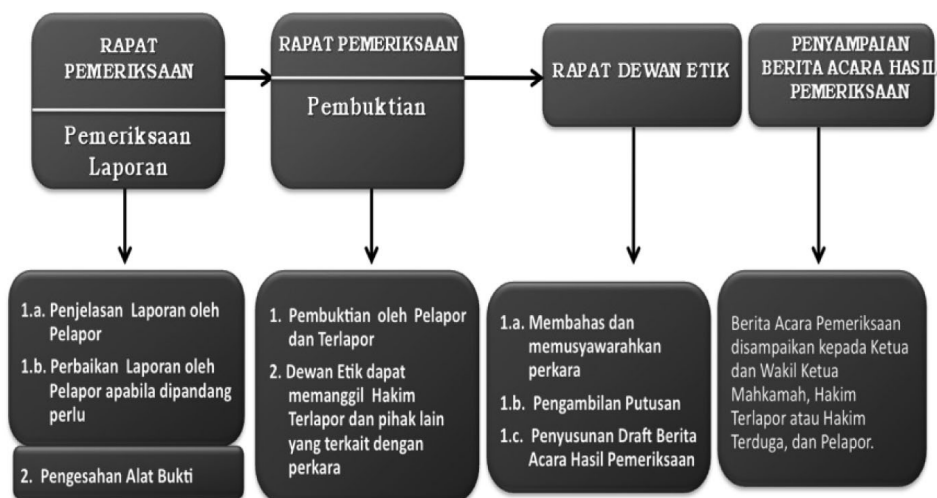 RAPAT
PEMERIKSAAN
Pemeriksaan
Laporan
RAPAT PEMERIKSAAN
Pembuktian
RAPAT DEWAN ETIK
PENYAMPAIAN
BERITA ACARA HASIL
PEMERIKSAAN
1.a. Penjelasan Laporan oleh
Pelapor
1.b. Perbaikan Laporan oleh
Pelapor apabila dipandang
perlu
2. Pengesahan Alat Bukti
1. Pembuktian oleh Pelapor
dan Terlapor
2. Dewan Etik dapat
memanggil Hakim
Terlapor dan pihak lain
yang terkait dengan
perkara
1.a. Membahas dan
memusyawarahkan
perkara
1.b. Pengambilan Putusan
1.c. Penyusunan Draft Berita
Acara Hasil Pemeriksaan
Berita Acara Pemeriksaan
disampaikan kepada Ketua
dan Wakil Ketua
Mahkamah, Hakim
Terlapor atau Hakim
Terduga, dan Pelapor.